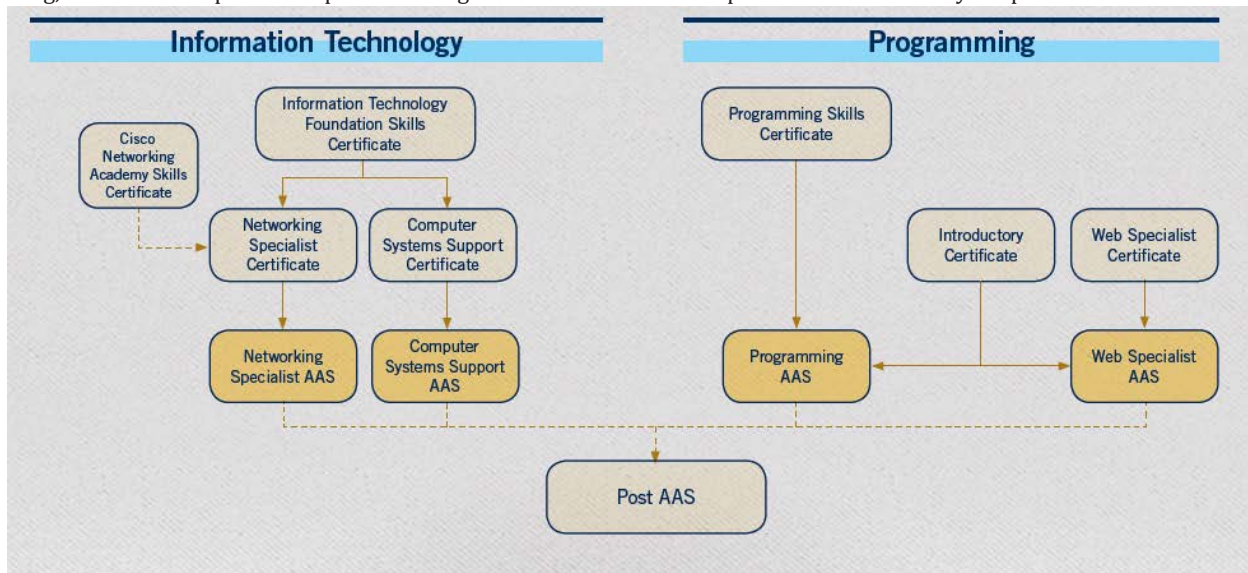 Information Technology
Programming
Information Technology
Foundation Skills
Certificate
Cisco
Networking
Academy Skills
Certificate
Networking
Specialist
Certificate
Computer
Systems Support
Certificate
Networking
Specialist AAS
Computer
Systems Support
AAS
Programming Skills
Certificate
Introductory
Certificate
Web Specialist
Certificate
Programming
AAS
Web Specialist
AAS
Post AAS